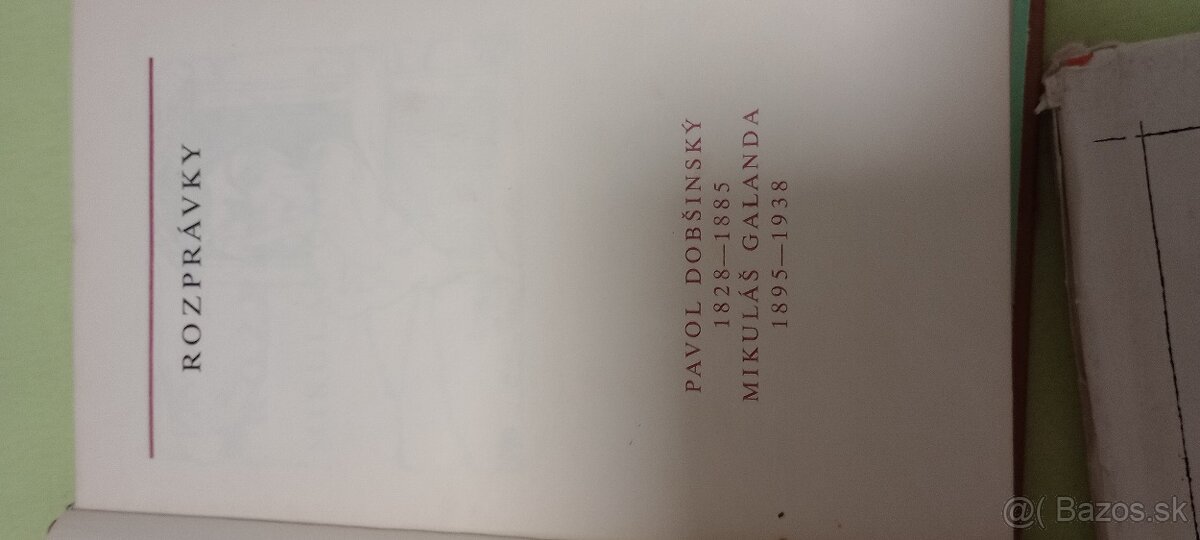 ROZPRÁVKY
PAVOL DOBŠINSKÝ
1828—1885
MIKULÁŠ GALANDA
1895—1938
@( Bazos.sk